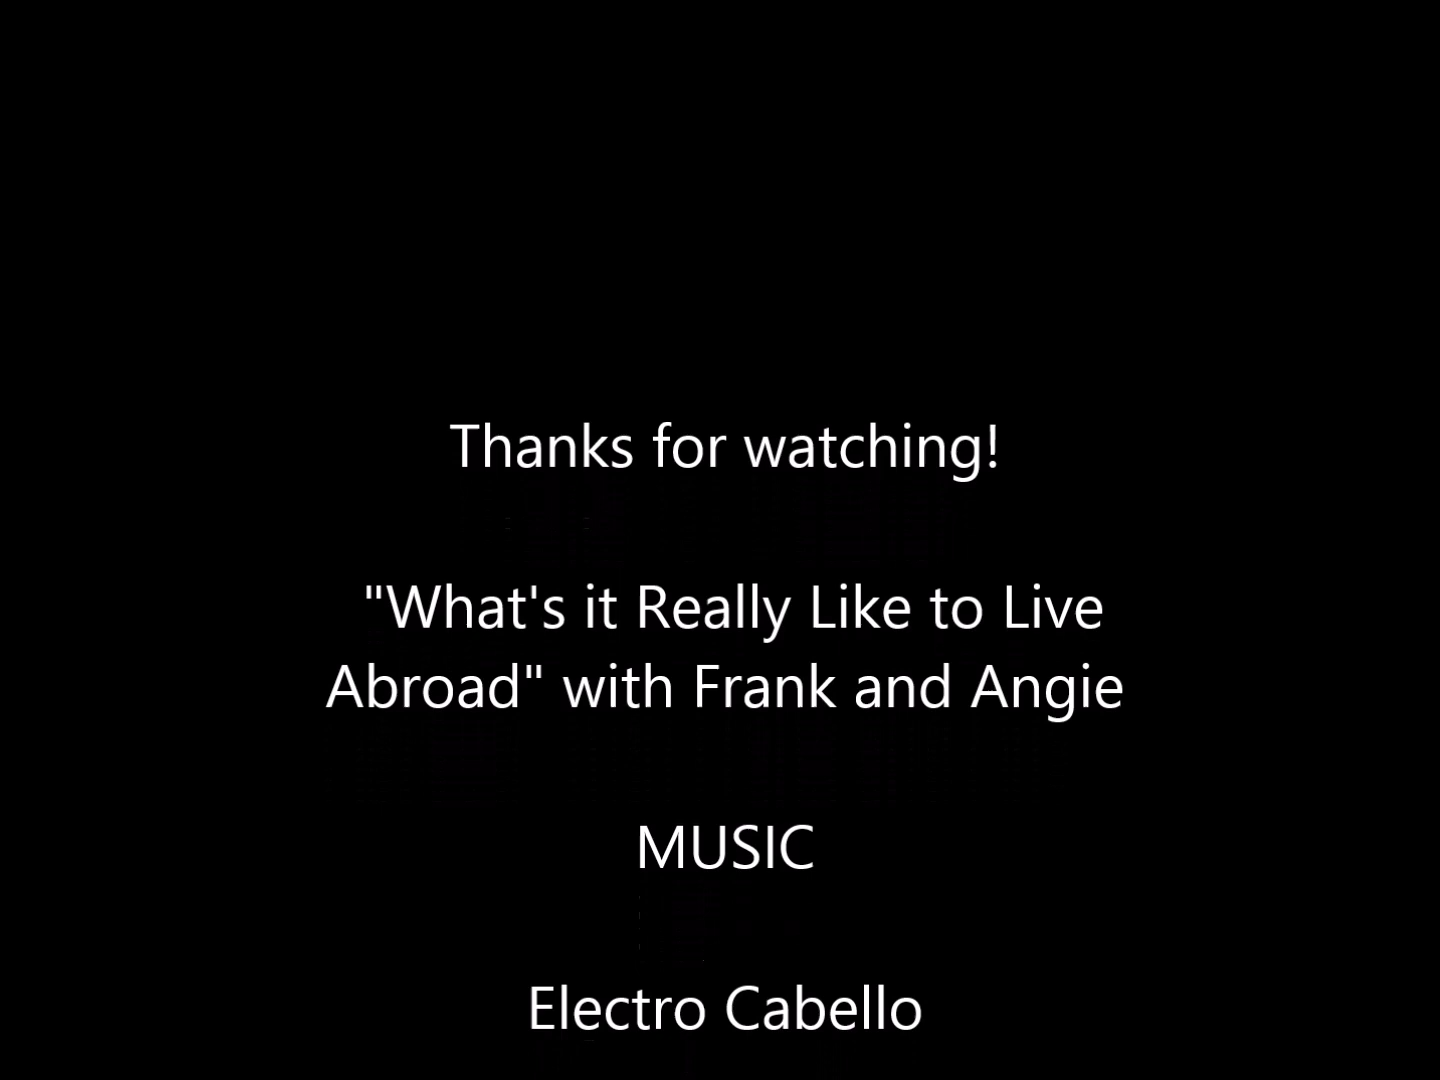 Thanks for watching!
"What's it Really Like to Live
Abroad" with Frank and Angie
MUSIC
Electro Cabello